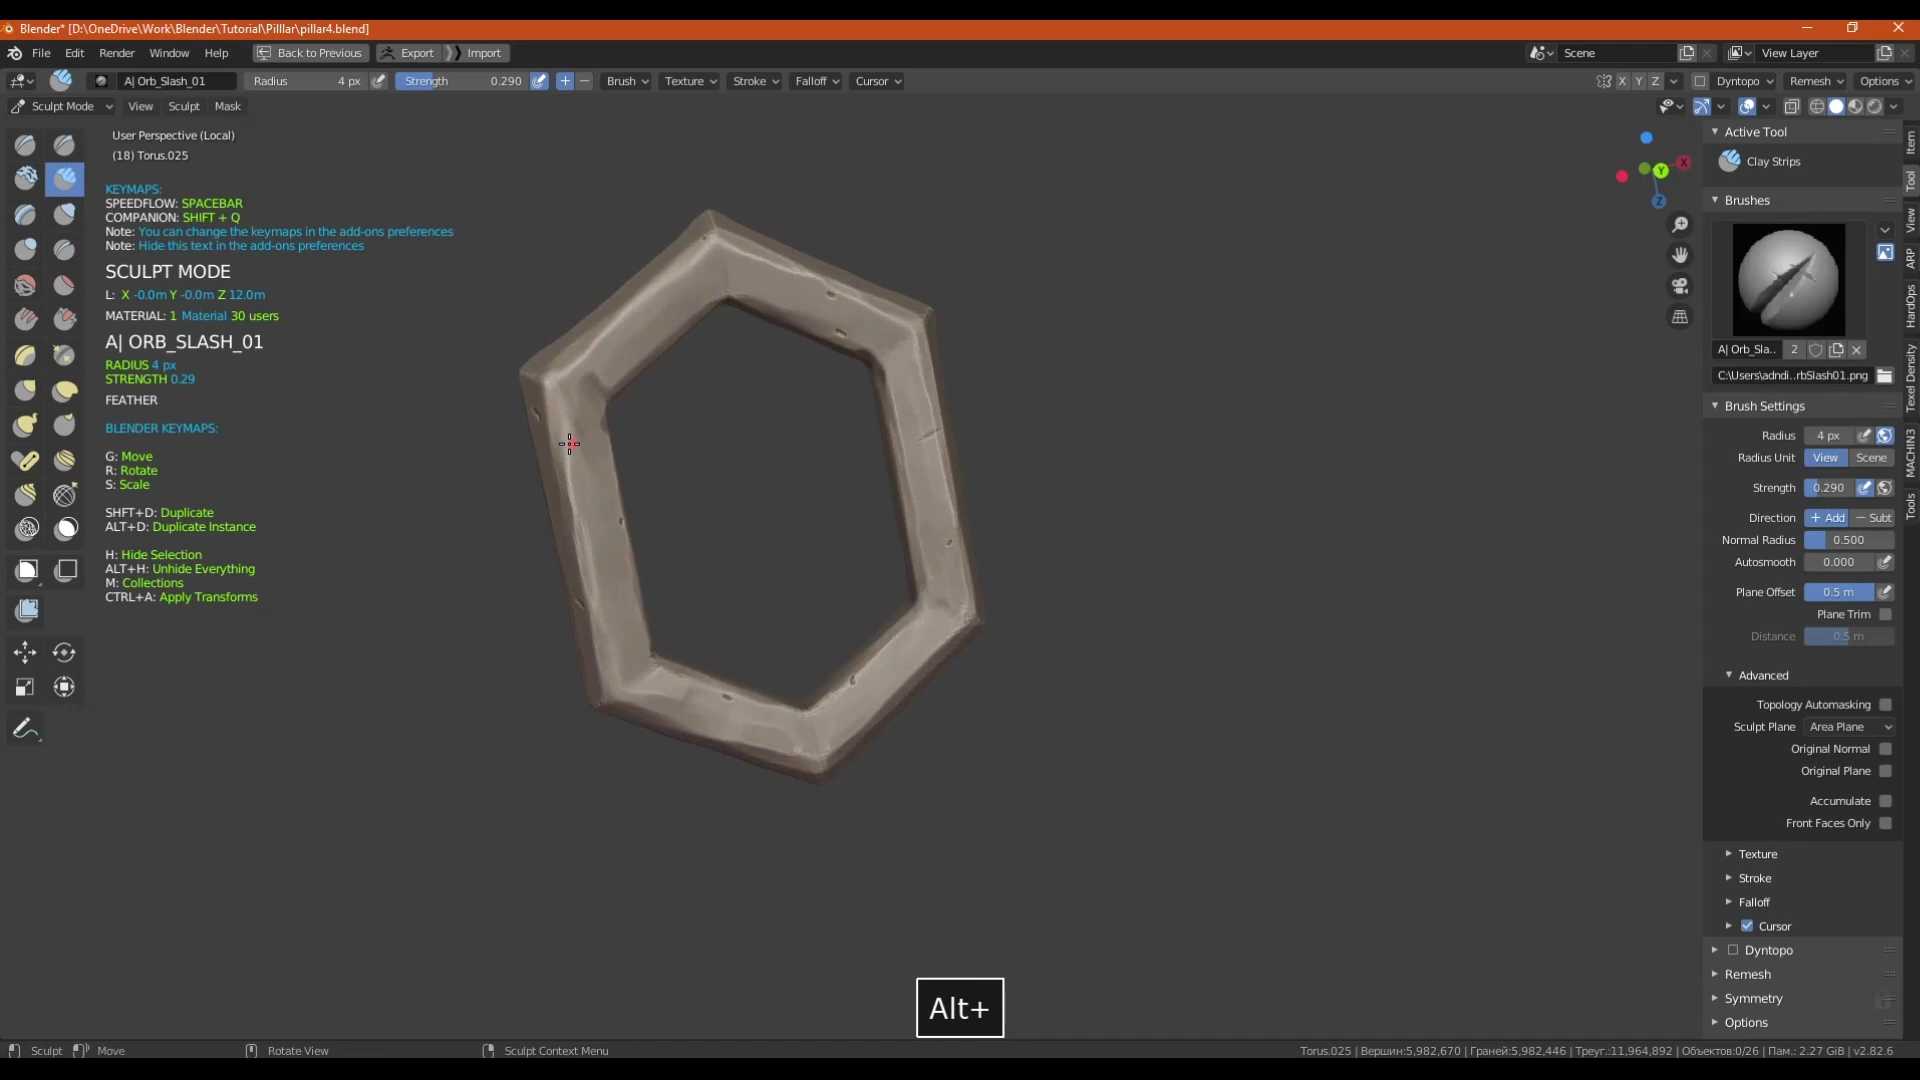 Blender* [D:\OneDrive\Work\Blender\Tutorial\Pilllar\pillar4.blend]
File Edit Render Window Help Back to Previous Export Import Scene View Layer
A| Orb_Slash_01 Radius 4 px Strength 0.290 Brush Texture Stroke Falloff Cursor X Y Z Dyntopo Remesh Options
Sculpt Mode View Sculpt Mask
User Perspective (Local)
(18) Torus.025
KEYMAPS:
SPEEDFLOW: SPACEBAR
COMPANION: SHIFT + Q
Note: You can change the keymaps in the add-ons preferences
Note: Hide this text in the add-ons preferences
SCULPT MODE
L: X -0.0m Y -0.0m Z 12.0m
MATERIAL: 1 Material 30 users
A| ORB_SLASH_01
RADIUS 4 px
STRENGTH 0.29
FEATHER
BLENDER KEYMAPS:
G: Move
R: Rotate
S: Scale
SHFT+D: Duplicate
ALT+D: Duplicate Instance
H: Hide Selection
ALT+H: Unhide Everything
M: Collections
CTRL+A: Apply Transforms
X
Y
Z
Active Tool
Clay Strips
Brushes
A| Orb_Sla.. 2
C:\Users\adndi..rbSlash01.png
Brush Settings
Radius 4 px
Radius Unit View Scene
Strength 0.290
Direction + Add − Subt
Normal Radius 0.500
Autosmooth 0.000
Plane Offset 0.5 m
Plane Trim
Distance 0.5 m
Advanced
Topology Automasking
Sculpt Plane Area Plane
Original Normal
Original Plane
Accumulate
Front Faces Only
Texture
Stroke
Falloff
Cursor
Dyntopo
Remesh
Symmetry
Options
Item
Tool
View
ARP
HardOps
Texel Density
MACHIN3
Tools
Alt+
Sculpt Move Rotate View Sculpt Context Menu Torus.025 | Вершин:5,982,670 | Граней:5,982,446 | Треуг.:11,964,892 | Объектов:0/26 | Пам.: 2.27 GiB | v2.82.6